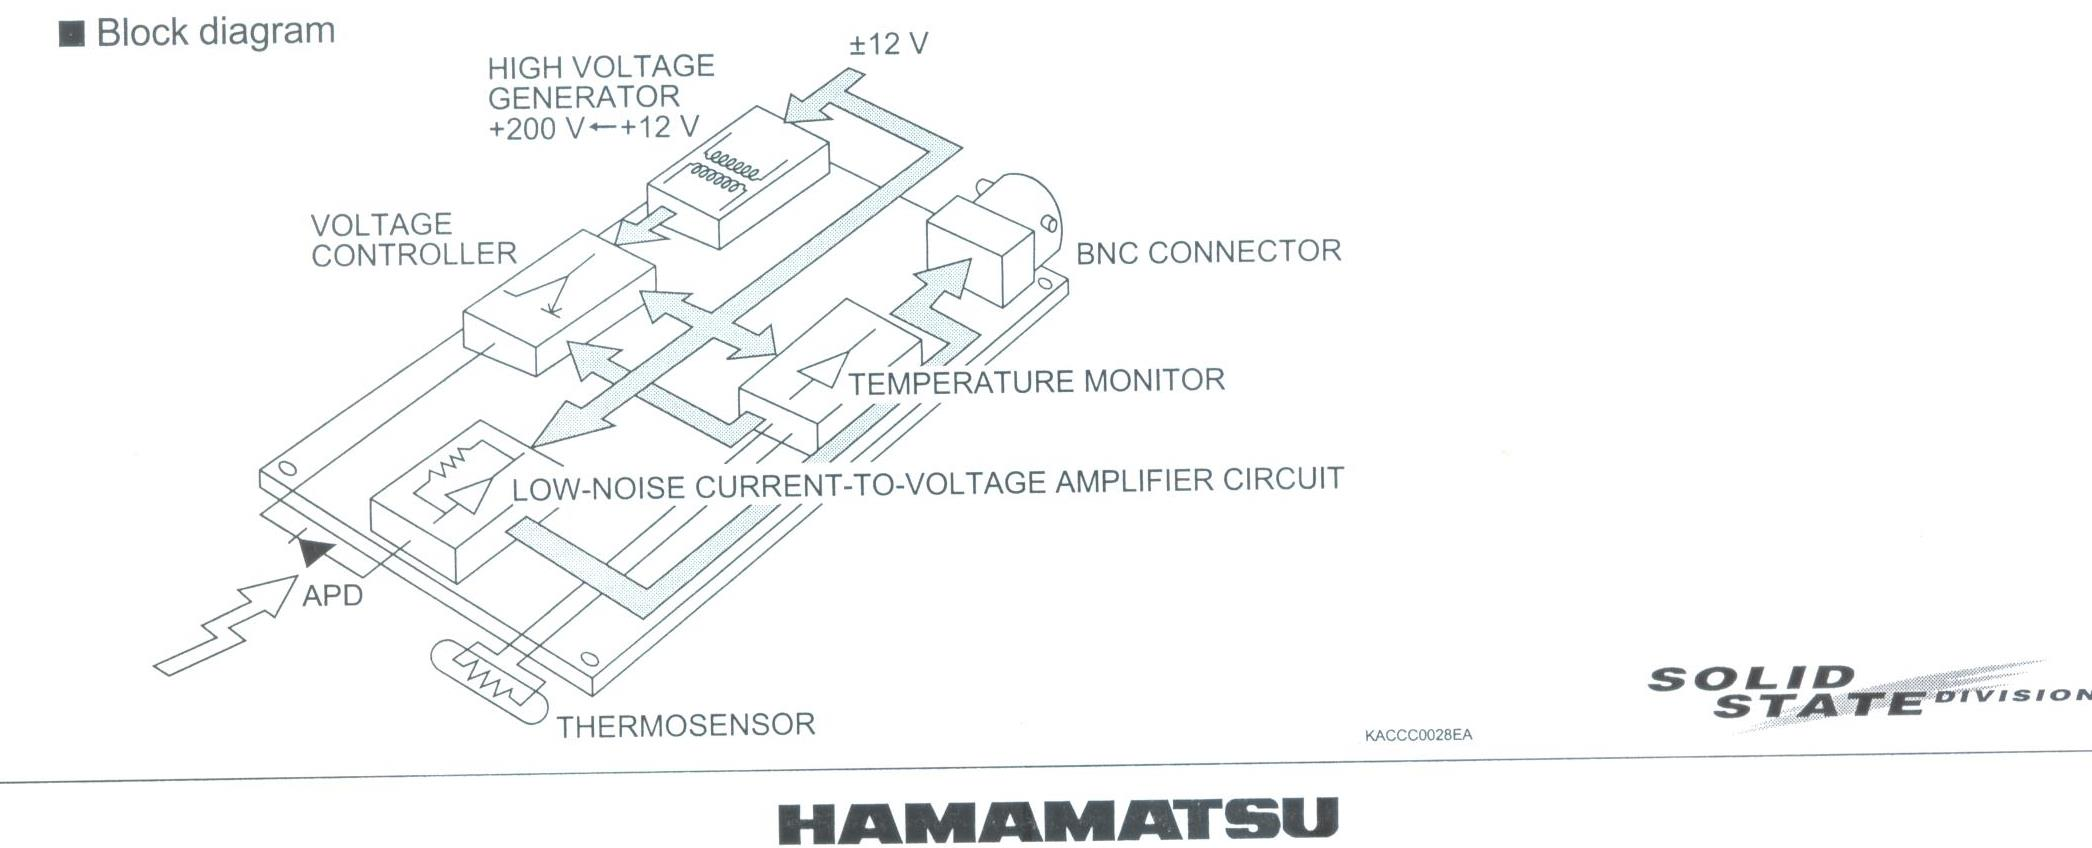 ■ Block diagram
±12 V
HIGH VOLTAGE
GENERATOR
+200 V←+12 V
VOLTAGE
CONTROLLER
BNC CONNECTOR
TEMPERATURE MONITOR
LOW-NOISE CURRENT-TO-VOLTAGE AMPLIFIER CIRCUIT
APD
THERMOSENSOR
KACCC0028EA
SOLID
STATE DIVISION
HAMAMATSU